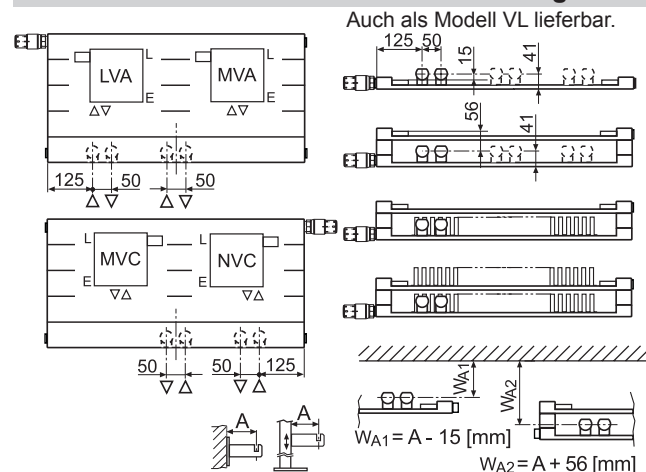 Auch als Modell VL lieferbar.
LVA
L
E
MVA
L
E
125
50
50
MVC
L
E
NVC
L
E
50
50
125
A
A
125
50
15
41
56
41
WA1
WA2
WA1 = A - 15 [mm]
WA2 = A + 56 [mm]